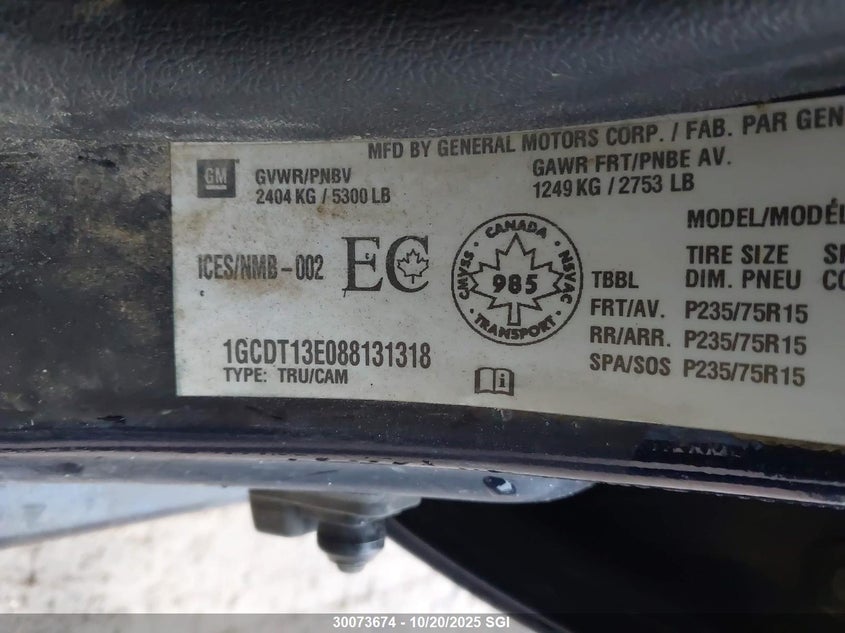 MFD BY GENERAL MOTORS CORP. / FAB. PAR GEN
GM
GVWR/PNBV
2404 KG / 5300 LB
GAWR FRT/PNBE AV.
1249 KG / 2753 LB
ICES/NMB-002
EC
CANADA
CMVSS
985
NSVAC
TRANSPORT
MODEL/MODÉL
TIRE SIZE
TBBL DIM. PNEU
FRT/AV. P235/75R15
RR/ARR. P235/75R15
SPA/SOS P235/75R15
1GCDT13E088131318
TYPE: TRU/CAM
i
30073674 - 10/20/2025 SGI